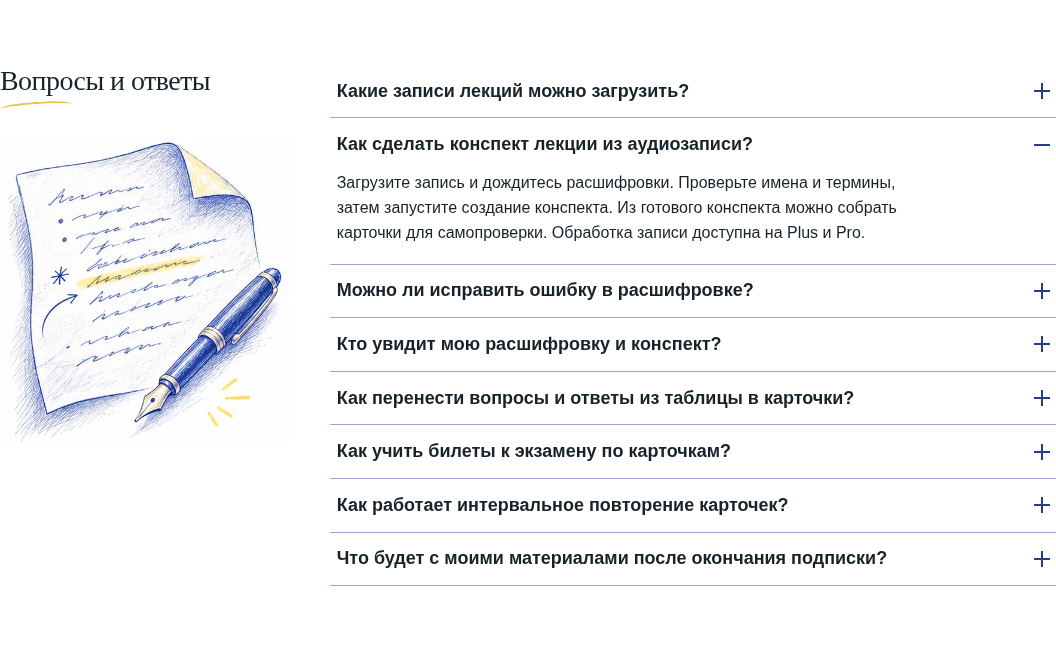 Вопросы и ответы
Какие записи лекций можно загрузить?
Как сделать конспект лекции из аудиозаписи?
Загрузите запись и дождитесь расшифровки. Проверьте имена и термины,
затем запустите создание конспекта. Из готового конспекта можно собрать
карточки для самопроверки. Обработка записи доступна на Plus и Pro.
Можно ли исправить ошибку в расшифровке?
Кто увидит мою расшифровку и конспект?
Как перенести вопросы и ответы из таблицы в карточки?
Как учить билеты к экзамену по карточкам?
Как работает интервальное повторение карточек?
Что будет с моими материалами после окончания подписки?